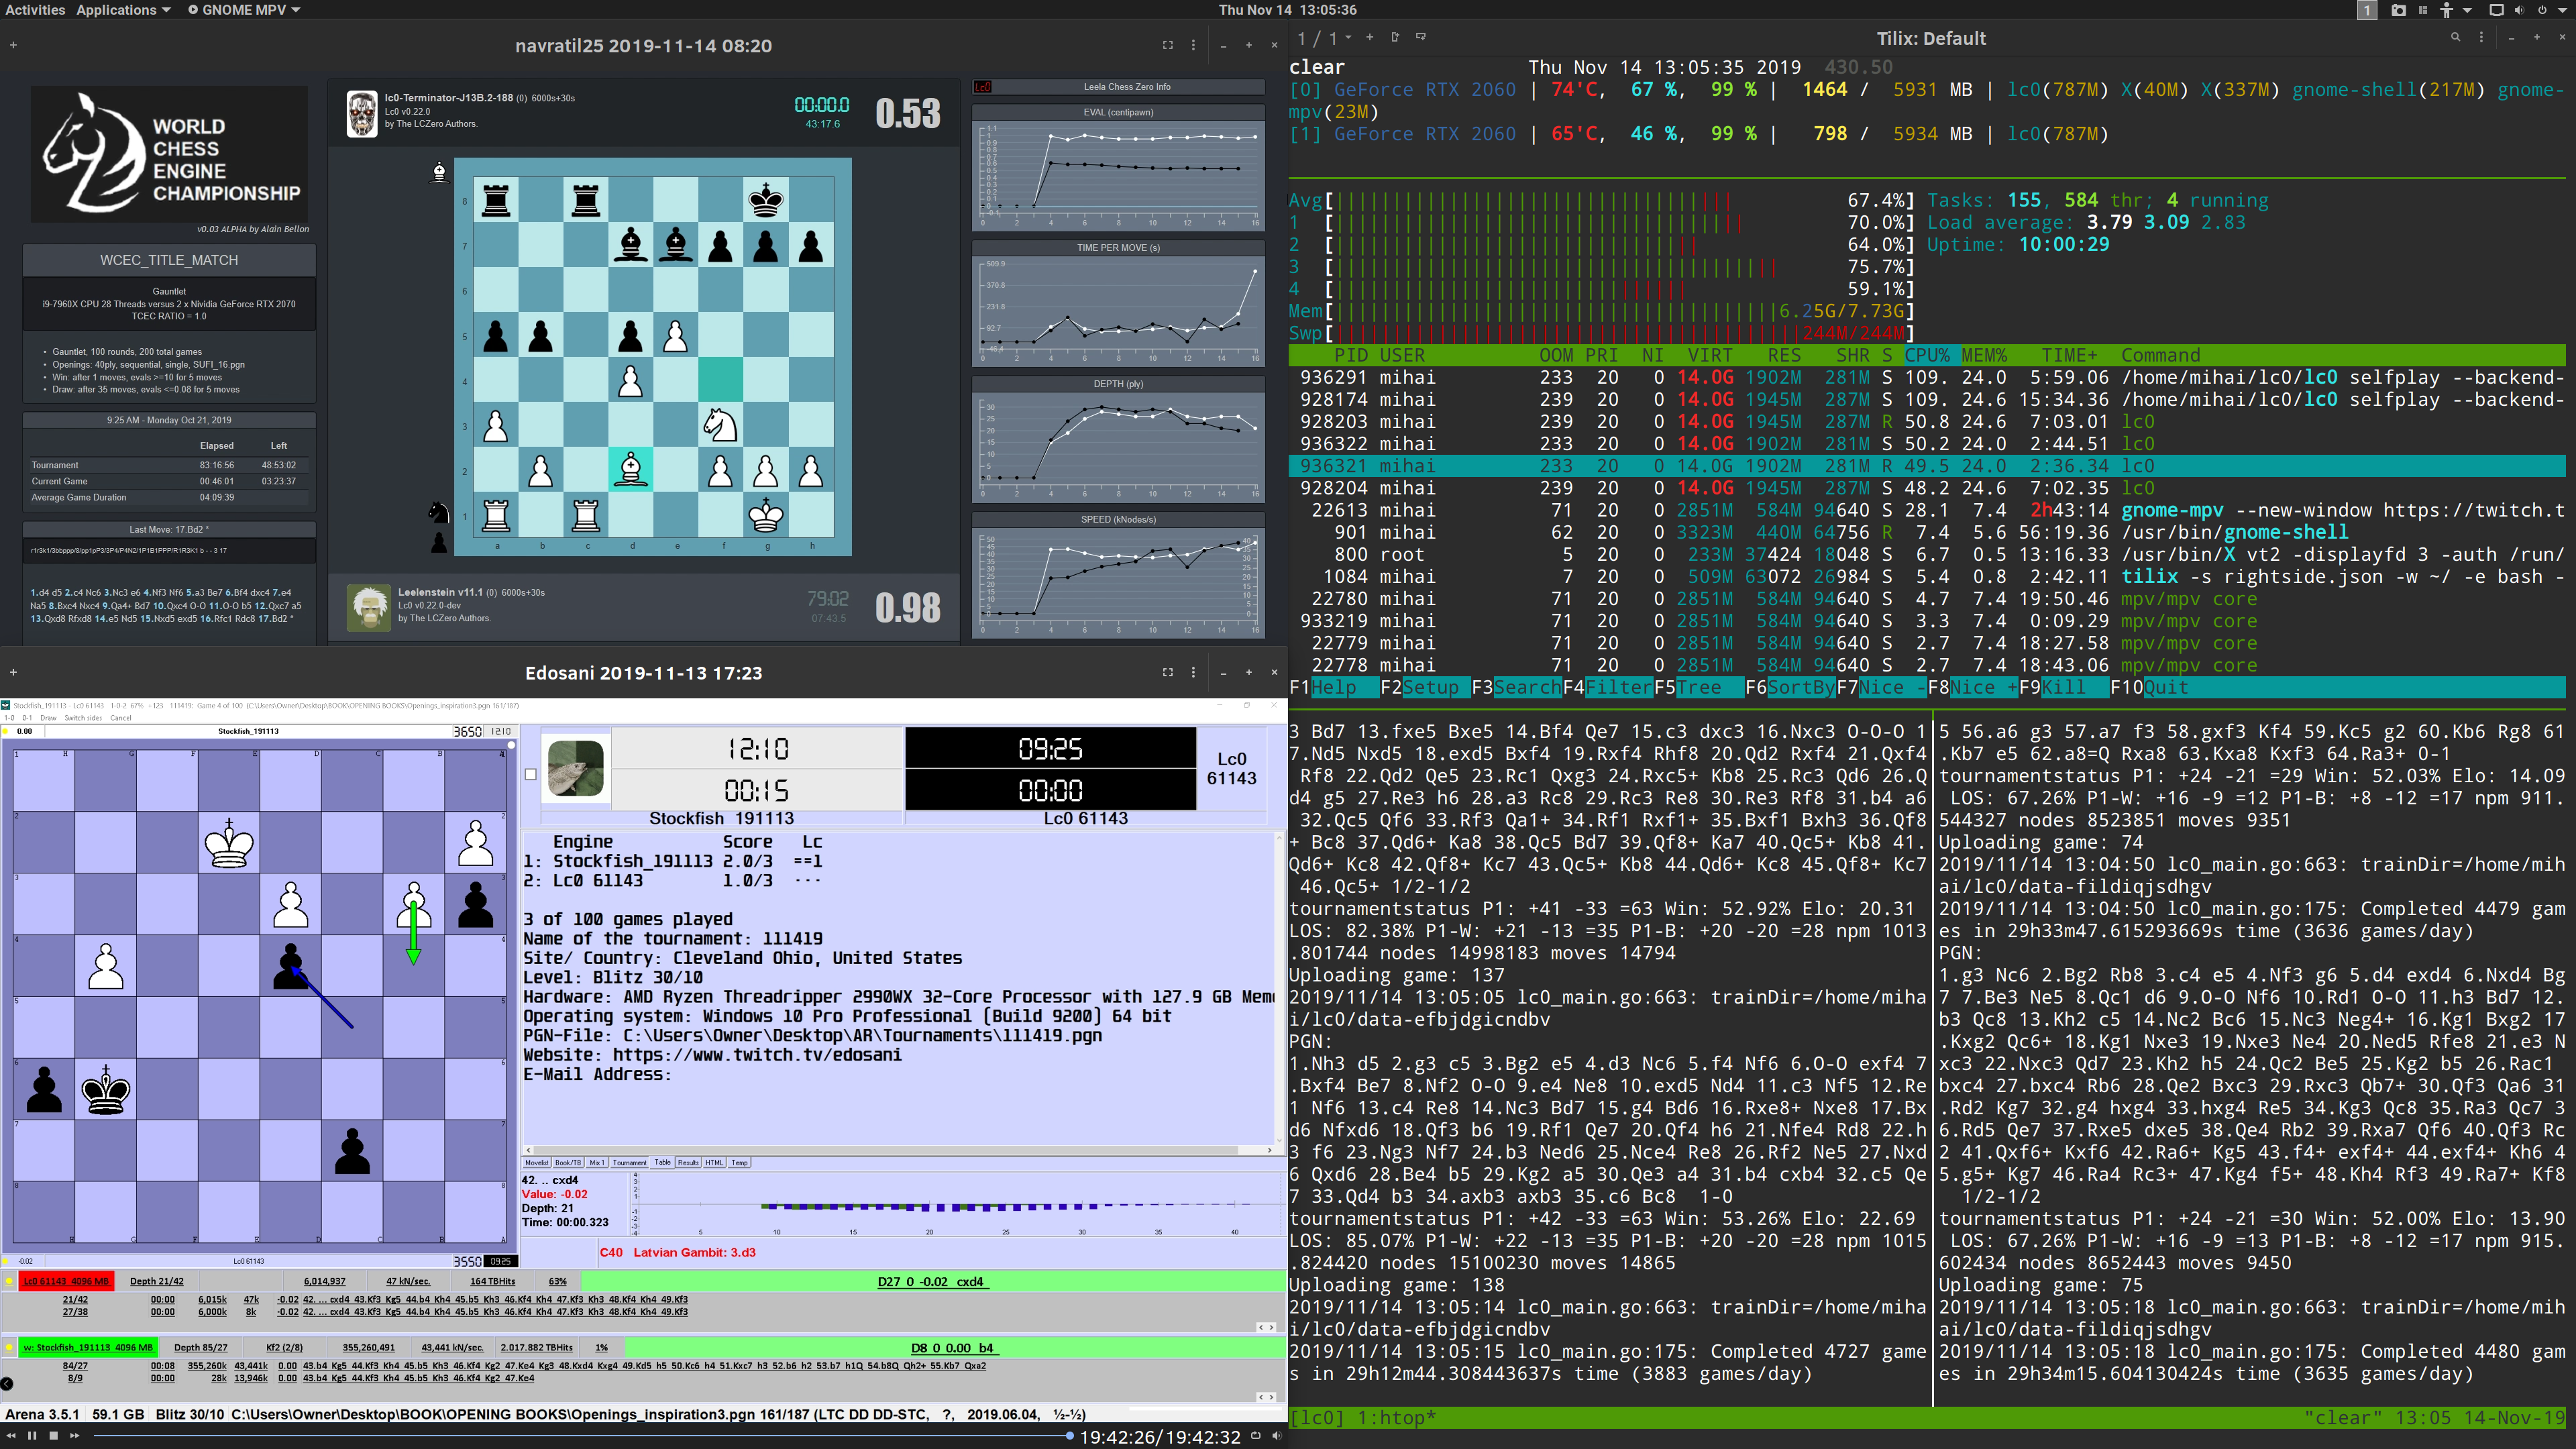 Activities Applications GNOME MPV
Thu Nov 14 13:05:36
1
navratil25 2019-11-14 08:20
WORLD
CHESS
ENGINE
CHAMPIONSHIP
v0.03 ALPHA by Alain Bellon
WCEC_TITLE_MATCH
Gauntlet
i9-7960X CPU 28 Threads versus 2 x Nividia GeForce RTX 2070
TCEC RATIO = 1.0
• Gauntlet, 100 rounds, 200 total games
• Openings: 40ply, sequential, single, SUFI_16.pgn
• Win: after 1 moves, evals >=10 for 5 moves
• Draw: after 35 moves, evals <=0.08 for 5 moves
9:25 AM - Monday Oct 21, 2019
Elapsed Left
Tournament 83:16:56 48:53:02
Current Game 00:46:01 03:23:37
Average Game Duration 04:09:39
Last Move: 17.Bd2 *
r1r3k1/3bbppp/8/pp1pP3/3P4/P4N2/1P1B1PPP/R1R3K1 b - - 3 17
1.d4 d5 2.c4 Nc6 3.Nc3 e6 4.Nf3 Nf6 5.a3 Be7 6.Bf4 dxc4 7.e4
Na5 8.Bxc4 Nxc4 9.Qa4+ Bd7 10.Qxc4 O-O 11.O-O b5 12.Qxc7 a5
13.Qxd8 Rfxd8 14.e5 Nd5 15.Nxd5 exd5 16.Rfc1 Rdc8 17.Bd2 *
lc0-Terminator-J13B.2-188 (0) 6000s+30s
Lc0 v0.22.0
by The LCZero Authors.
00:00.0
43:17.6
0.53
8
7
6
5
4
3
2
1
a b c d e f g h
Leelenstein v11.1 (0) 6000s+30s
Lc0 v0.22.0-dev
by The LCZero Authors.
79:02
07:43.5
0.98
Lc0 Leela Chess Zero Info
EVAL (centipawn)
TIME PER MOVE (s)
509.9
370.8
231.8
92.7
DEPTH (ply)
SPEED (kNodes/s)
1 / 1
Tilix: Default
clear Thu Nov 14 13:05:35 2019 430.50
[0] GeForce RTX 2060 | 74'C, 67 %, 99 % | 1464 / 5931 MB | lc0(787M) X(40M) X(337M) gnome-shell(217M) gnome-
mpv(23M)
[1] GeForce RTX 2060 | 65'C, 46 %, 99 % | 798 / 5934 MB | lc0(787M)
Avg[ 67.4%] Tasks: 155, 584 thr; 4 running
1 [ 70.0%] Load average: 3.79 3.09 2.83
2 [ 64.0%] Uptime: 10:00:29
3 [ 75.7%]
4 [ 59.1%]
Mem[ 6.25G/7.73G]
Swp[ 244M/244M]
PID USER OOM PRI NI VIRT RES SHR S CPU% MEM% TIME+ Command
936291 mihai 233 20 0 14.0G 1902M 281M S 109. 24.0 5:59.06 /home/mihai/lc0/lc0 selfplay --backend-
928174 mihai 239 20 0 14.0G 1945M 287M S 109. 24.6 15:34.36 /home/mihai/lc0/lc0 selfplay --backend-
928203 mihai 239 20 0 14.0G 1945M 287M R 50.8 24.6 7:03.01 lc0
936322 mihai 233 20 0 14.0G 1902M 281M S 50.2 24.0 2:44.51 lc0
936321 mihai 233 20 0 14.0G 1902M 281M R 49.5 24.0 2:36.34 lc0
928204 mihai 239 20 0 14.0G 1945M 287M S 48.2 24.6 7:02.35 lc0
22613 mihai 71 20 0 2851M 584M 94640 S 28.1 7.4 2h43:14 gnome-mpv --new-window https://twitch.t
901 mihai 62 20 0 3323M 440M 64756 R 7.4 5.6 56:19.36 /usr/bin/gnome-shell
800 root 5 20 0 233M 37424 18048 S 6.7 0.5 13:16.33 /usr/bin/X vt2 -displayfd 3 -auth /run/
1084 mihai 7 20 0 509M 63072 26984 S 5.4 0.8 2:42.11 tilix -s rightside.json -w ~/ -e bash -
22780 mihai 71 20 0 2851M 584M 94640 S 4.7 7.4 19:50.46 mpv/mpv core
933219 mihai 71 20 0 2851M 584M 94640 S 3.3 7.4 0:09.29 mpv/mpv core
22779 mihai 71 20 0 2851M 584M 94640 S 2.7 7.4 18:27.58 mpv/mpv core
22778 mihai 71 20 0 2851M 584M 94640 S 2.7 7.4 18:43.06 mpv/mpv core
F1Help F2Setup F3SearchF4FilterF5Tree F6SortByF7Nice -F8Nice +F9Kill F10Quit
3 Bd7 13.fxe5 Bxe5 14.Bf4 Qe7 15.c3 dxc3 16.Nxc3 O-O-O 1
7.Nd5 Nxd5 18.exd5 Bxf4 19.Rxf4 Rhf8 20.Qd2 Rxf4 21.Qxf4
Rf8 22.Qd2 Qe5 23.Rc1 Qxg3 24.Rxc5+ Kb8 25.Rc3 Qd6 26.Q
d4 g5 27.Re3 h6 28.a3 Rc8 29.Rc3 Re8 30.Re3 Rf8 31.b4 a6
32.Qc5 Qf6 33.Rf3 Qa1+ 34.Rf1 Rxf1+ 35.Bxf1 Bxh3 36.Qf8
+ Bc8 37.Qd6+ Ka8 38.Qc5 Bd7 39.Qf8+ Ka7 40.Qc5+ Kb8 41.
Qd6+ Kc8 42.Qf8+ Kc7 43.Qc5+ Kb8 44.Qd6+ Kc8 45.Qf8+ Kc7
46.Qc5+ 1/2-1/2
tournamentstatus P1: +41 -33 =63 Win: 52.92% Elo: 20.31
LOS: 82.38% P1-W: +21 -13 =35 P1-B: +20 -20 =28 npm 1013
.801744 nodes 14998183 moves 14794
Uploading game: 137
2019/11/14 13:05:05 lc0_main.go:663: trainDir=/home/miha
i/lc0/data-efbjdgicndbv
PGN:
1.Nh3 d5 2.g3 c5 3.Bg2 e5 4.d3 Nc6 5.f4 Nf6 6.O-O exf4 7
.Bxf4 Be7 8.Nf2 O-O 9.e4 Ne8 10.exd5 Nd4 11.c3 Nf5 12.Re
1 Nf6 13.c4 Re8 14.Nc3 Bd7 15.g4 Bd6 16.Rxe8+ Nxe8 17.Bx
d6 Nfxd6 18.Qf3 b6 19.Rf1 Qe7 20.Qf4 h6 21.Nfe4 Rd8 22.h
3 f6 23.Ng3 Nf7 24.b3 Ned6 25.Nce4 Re8 26.Rf2 Ne5 27.Nxd
6 Qxd6 28.Be4 b5 29.Kg2 a5 30.Qe3 a4 31.b4 cxb4 32.c5 Qe
7 33.Qd4 b3 34.axb3 axb3 35.c6 Bc8 1-0
tournamentstatus P1: +42 -33 =63 Win: 53.26% Elo: 22.69
LOS: 85.07% P1-W: +22 -13 =35 P1-B: +20 -20 =28 npm 1015
.824420 nodes 15100230 moves 14865
Uploading game: 138
2019/11/14 13:05:14 lc0_main.go:663: trainDir=/home/miha
i/lc0/data-efbjdgicndbv
2019/11/14 13:05:15 lc0_main.go:175: Completed 4727 game
s in 29h12m44.308443637s time (3883 games/day)
5 56.a6 g3 57.a7 f3 58.gxf3 Kf4 59.Kc5 g2 60.Kb6 Rg8 61
.Kb7 e5 62.a8=Q Rxa8 63.Kxa8 Kxf3 64.Ra3+ 0-1
tournamentstatus P1: +24 -21 =29 Win: 52.03% Elo: 14.09
LOS: 67.26% P1-W: +16 -9 =12 P1-B: +8 -12 =17 npm 911.
544327 nodes 8523851 moves 9351
Uploading game: 74
2019/11/14 13:04:50 lc0_main.go:663: trainDir=/home/mih
ai/lc0/data-fildiqjsdhgv
2019/11/14 13:04:50 lc0_main.go:175: Completed 4479 gam
es in 29h33m47.615293669s time (3636 games/day)
PGN:
1.g3 Nc6 2.Bg2 Rb8 3.c4 e5 4.Nf3 g6 5.d4 exd4 6.Nxd4 Bg
7 7.Be3 Ne5 8.Qc1 d6 9.O-O Nf6 10.Rd1 O-O 11.h3 Bd7 12.
b3 Qc8 13.Kh2 c5 14.Nc2 Bc6 15.Nc3 Neg4+ 16.Kg1 Bxg2 17
.Kxg2 Qc6+ 18.Kg1 Nxe3 19.Nxe3 Ne4 20.Ned5 Rfe8 21.e3 N
xc3 22.Nxc3 Qd7 23.Kh2 h5 24.Qc2 Be5 25.Kg2 b5 26.Rac1
bxc4 27.bxc4 Rb6 28.Qe2 Bxc3 29.Rxc3 Qb7+ 30.Qf3 Qa6 31
.Rd2 Kg7 32.g4 hxg4 33.hxg4 Re5 34.Kg3 Qc8 35.Ra3 Qc7 3
6.Rd5 Qe7 37.Rxe5 dxe5 38.Qe4 Rb2 39.Rxa7 Qf6 40.Qf3 Rc
2 41.Qxf6+ Kxf6 42.Ra6+ Kg5 43.f4+ exf4+ 44.exf4+ Kh6 4
5.g5+ Kg7 46.Ra4 Rc3+ 47.Kg4 f5+ 48.Kh4 Rf3 49.Ra7+ Kf8
1/2-1/2
tournamentstatus P1: +24 -21 =30 Win: 52.00% Elo: 13.90
LOS: 67.26% P1-W: +16 -9 =13 P1-B: +8 -12 =17 npm 915.
602434 nodes 8652443 moves 9450
Uploading game: 75
2019/11/14 13:05:18 lc0_main.go:663: trainDir=/home/mih
ai/lc0/data-fildiqjsdhgv
2019/11/14 13:05:18 lc0_main.go:175: Completed 4480 gam
es in 29h34m15.604130424s time (3635 games/day)
[lc0] 1:htop*
"clear" 13:05 14-Nov-19
Edosani 2019-11-13 17:23
Stockfish_191113 - Lc0 61143 1-0-2 67% +123 111419: Game 4 of 100 (C:\Users\Owner\Desktop\BOOK\OPENING BOOKS\Openings_inspiration3.pgn 161/187)
1-0 0-1 Draw Switch sides Cancel
0.00 Stockfish_191113 3650 12:10
-0.02 Lc0 61143 3550 09:25
12:10 09:25
00:15 00:00
Lc0
61143
Stockfish 191113 Lc0 61143
Engine Score Lc
1: Stockfish_191113 2.0/3 ==1
2: Lc0 61143 1.0/3 ···
3 of 100 games played
Name of the tournament: 111419
Site/ Country: Cleveland Ohio, United States
Level: Blitz 30/10
Hardware: AMD Ryzen Threadripper 2990WX 32-Core Processor with 127.9 GB Mem
Operating system: Windows 10 Pro Professional (Build 9200) 64 bit
PGN-File: C:\Users\Owner\Desktop\AR\Tournaments\111419.pgn
Website: https://www.twitch.tv/edosani
E-Mail Address:
Movelist Book/TB Mix 1 Tournament Table Results HTML Temp
42. .. cxd4
Value: -0.02
Depth: 21
Time: 00:00.323
5 10 15 20 25 30 35 40
C40 Latvian Gambit: 3.d3
Lc0 61143 4096 MB Depth 21/42 6,014,937 47 kN/sec. 164 TBHits 63% D27 0 -0.02 cxd4
21/42 00:00 6,015k 47k -0.02 42. ... cxd4 43.Kf3 Kg5 44.b4 Kh4 45.b5 Kh3 46.Kf4 Kh4 47.Kf3 Kh3 48.Kf4 Kh4 49.Kf3
27/38 00:00 6,000k 8k -0.02 42. ... cxd4 43.Kf3 Kg5 44.b4 Kh4 45.b5 Kh3 46.Kf4 Kh4 47.Kf3 Kh3 48.Kf4 Kh4 49.Kf3
w: Stockfish_191113 4096 MB Depth 85/27 Kf2 (2/8) 355,260,491 43,441 kN/sec. 2.017.882 TBHits 1% D8 0 0.00 b4
84/27 00:08 355,260k 43,441k 0.00 43.b4 Kg5 44.Kf3 Kh4 45.b5 Kh3 46.Kf4 Kg2 47.Ke4 Kg3 48.Kxd4 Kxg4 49.Kd5 h5 50.Kc6 h4 51.Kxc7 h3 52.b6 h2 53.b7 h1Q 54.b8Q Qh2+ 55.Kb7 Qxa2
8/9 00:00 28k 13,946k 0.00 43.b4 Kg5 44.Kf3 Kh4 45.b5 Kh3 46.Kf4 Kg2 47.Ke4
Arena 3.5.1 59.1 GB Blitz 30/10 C:\Users\Owner\Desktop\BOOK\OPENING BOOKS\Openings_inspiration3.pgn 161/187 (LTC DD DD-STC, ?, 2019.06.04, ½-½)
19:42:26/19:42:32